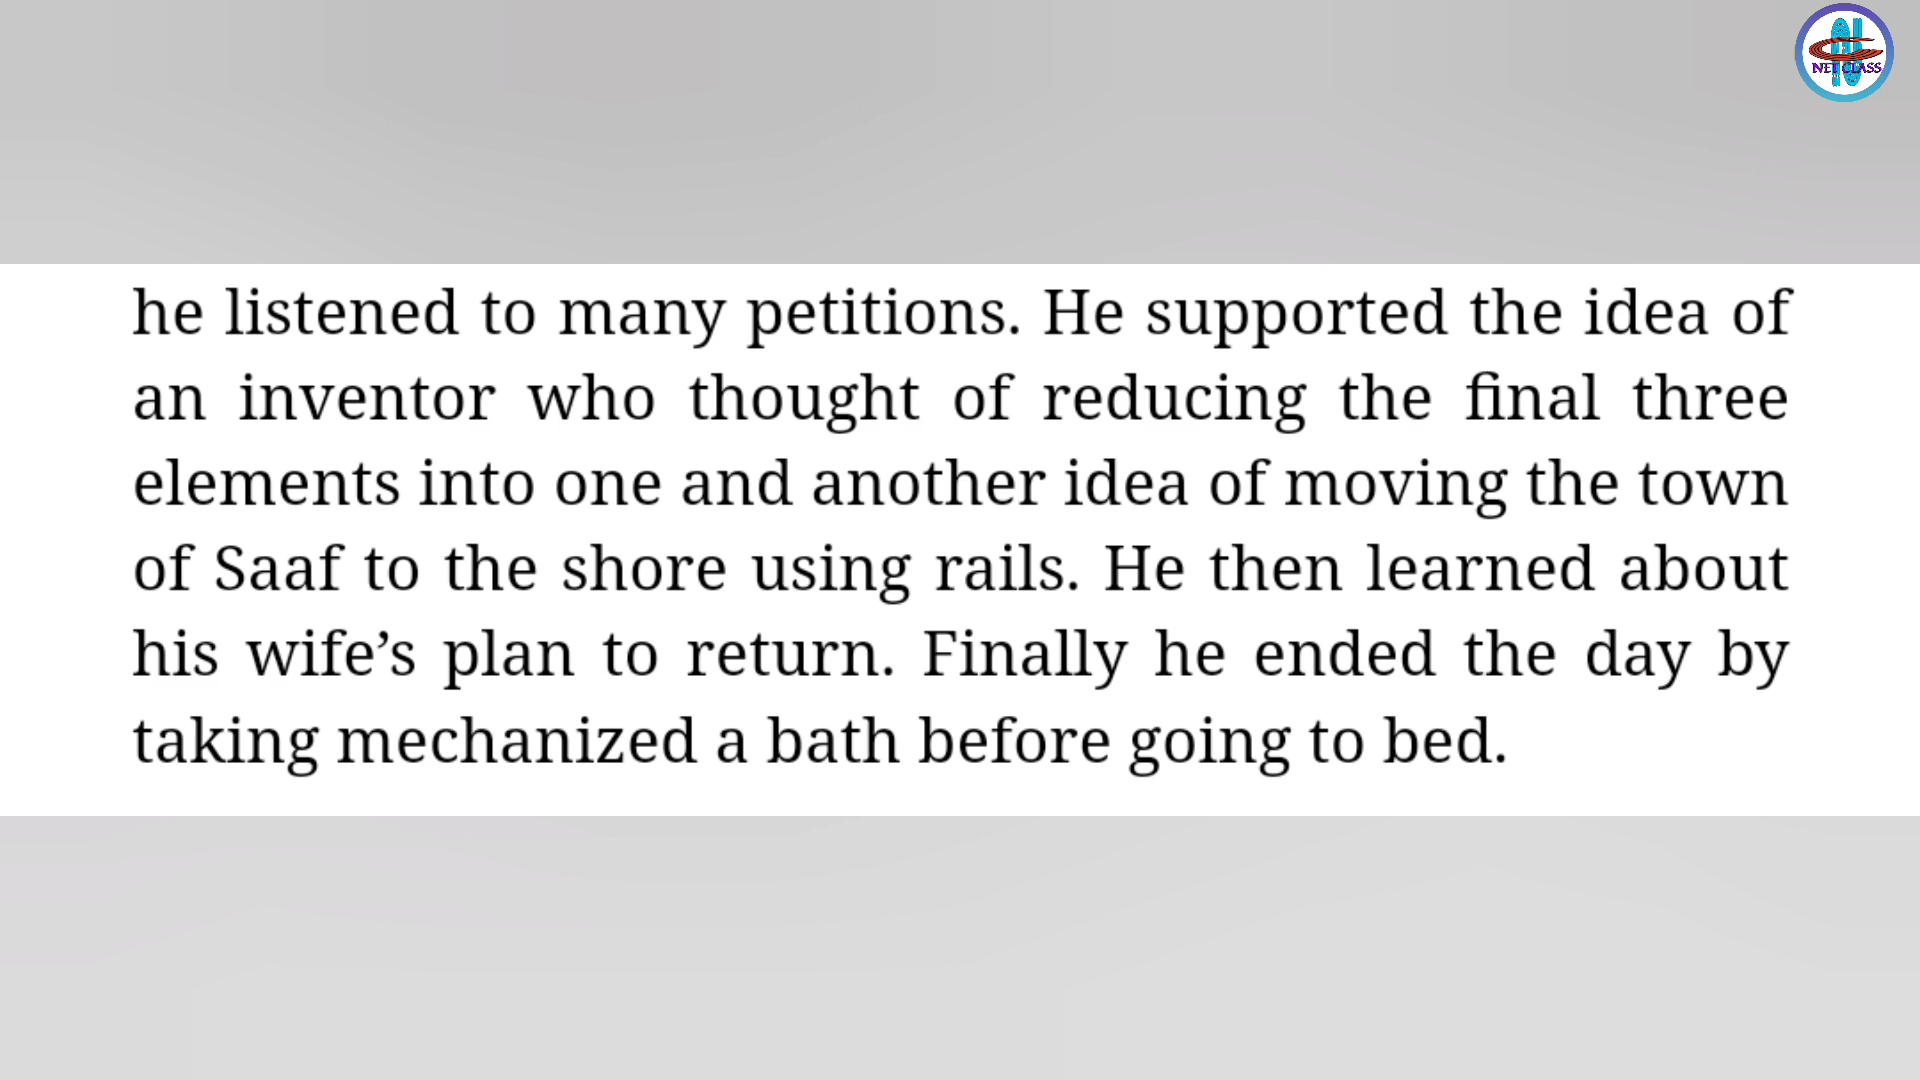 NET CLASS
he listened to many petitions. He supported the idea of
an inventor who thought of reducing the final three
elements into one and another idea of moving the town
of Saaf to the shore using rails. He then learned about
his wife’s plan to return. Finally he ended the day by
taking mechanized a bath before going to bed.